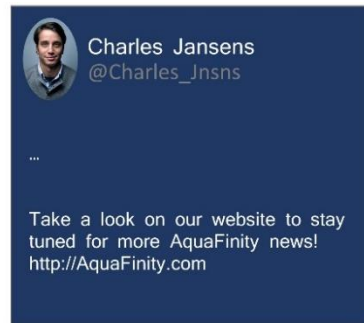 Charles Jansens
@Charles_Jnsns
...
Take a look on our website to stay
tuned for more AquaFinity news!
http://AquaFinity.com